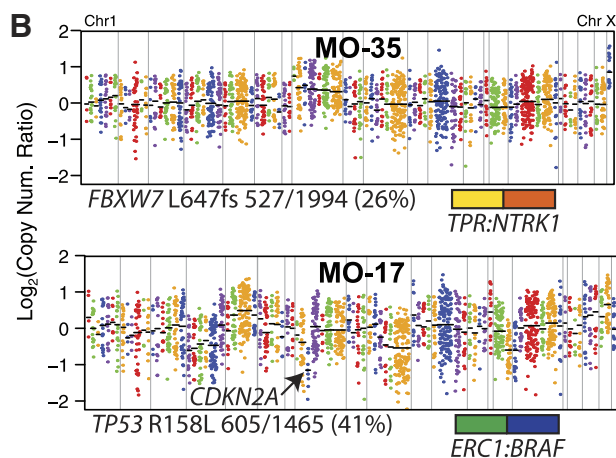 B
Chr1
Chr X
MO-35
2
1
0
−1
−2
Log₂(Copy Num. Ratio)
FBXW7 L647fs 527/1994 (26%)
TPR:NTRK1
MO-17
2
1
0
−1
−2
CDKN2A
TP53 R158L 605/1465 (41%)
ERC1:BRAF